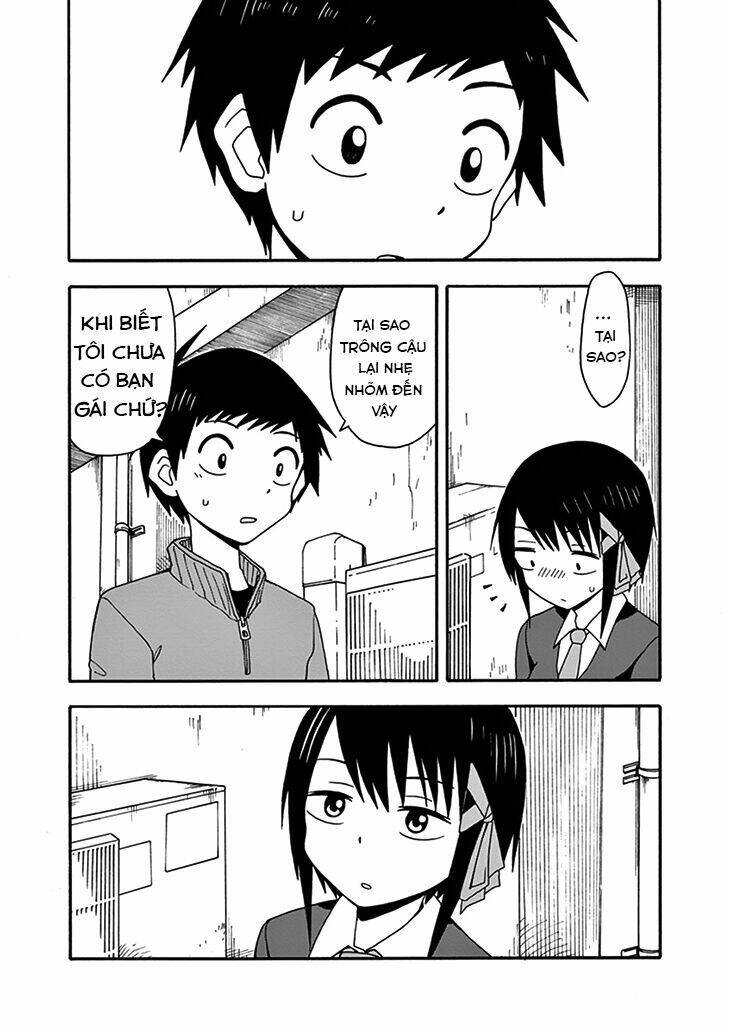 TẠI SAO
TRÔNG CẬU
LẠI NHẸ
NHÕM ĐẾN
VẬY
KHI BIẾT
TÔI CHƯA
CÓ BẠN
GÁI CHỨ?
...
TẠI
SAO?